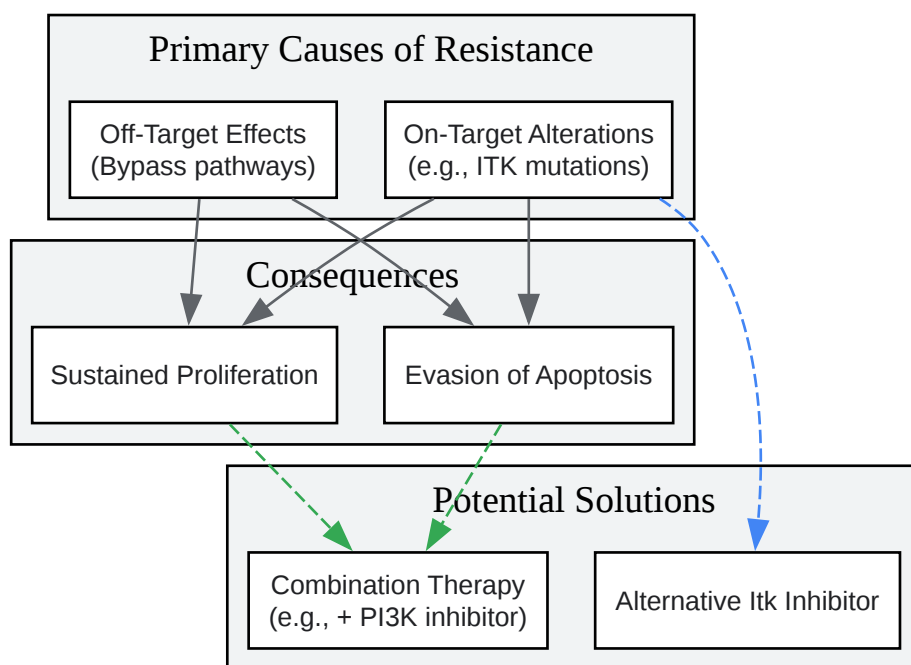 Primary Causes of Resistance
Off-Target Effects
(Bypass pathways)
On-Target Alterations
(e.g., ITK mutations)
Consequences
Sustained Proliferation
Evasion of Apoptosis
Potential Solutions
Combination Therapy
(e.g., + PI3K inhibitor)
Alternative Itk Inhibitor